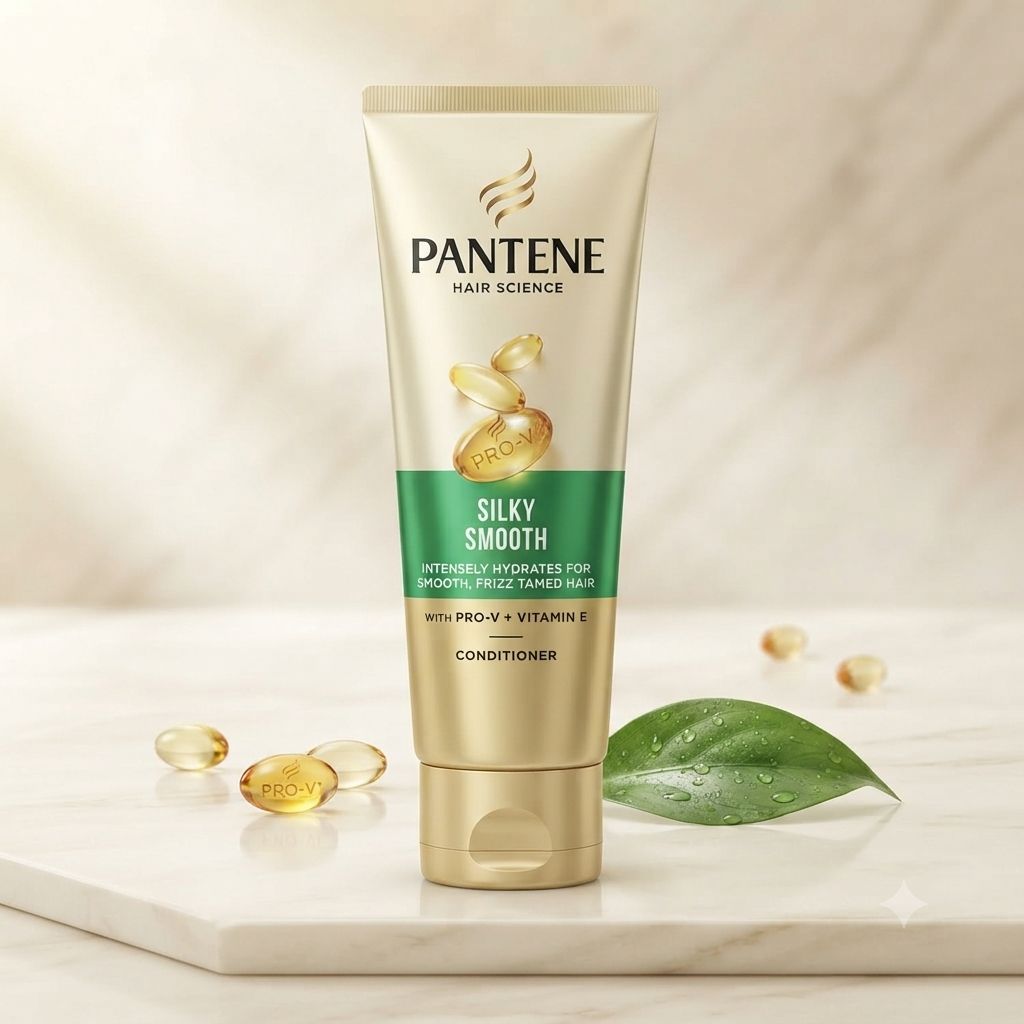 PANTENE
HAIR SCIENCE
PRO-V
SILKY
SMOOTH
INTENSELY HYDRATES FOR
SMOOTH, FRIZZ TAMED HAIR
WITH PRO-V + VITAMIN E
CONDITIONER
PRO-V